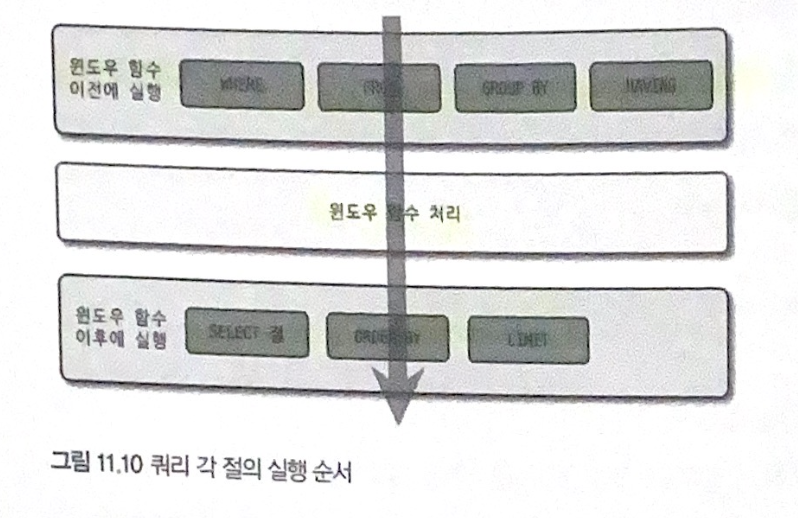 윈도우 함수
이전에 실행
WHERE
FROM
GROUP BY
HAVING
윈도우 함수 처리
윈도우 함수
이후에 실행
SELECT 절
ORDER BY
LIMIT
그림 11.10 쿼리 각 절의 실행 순서